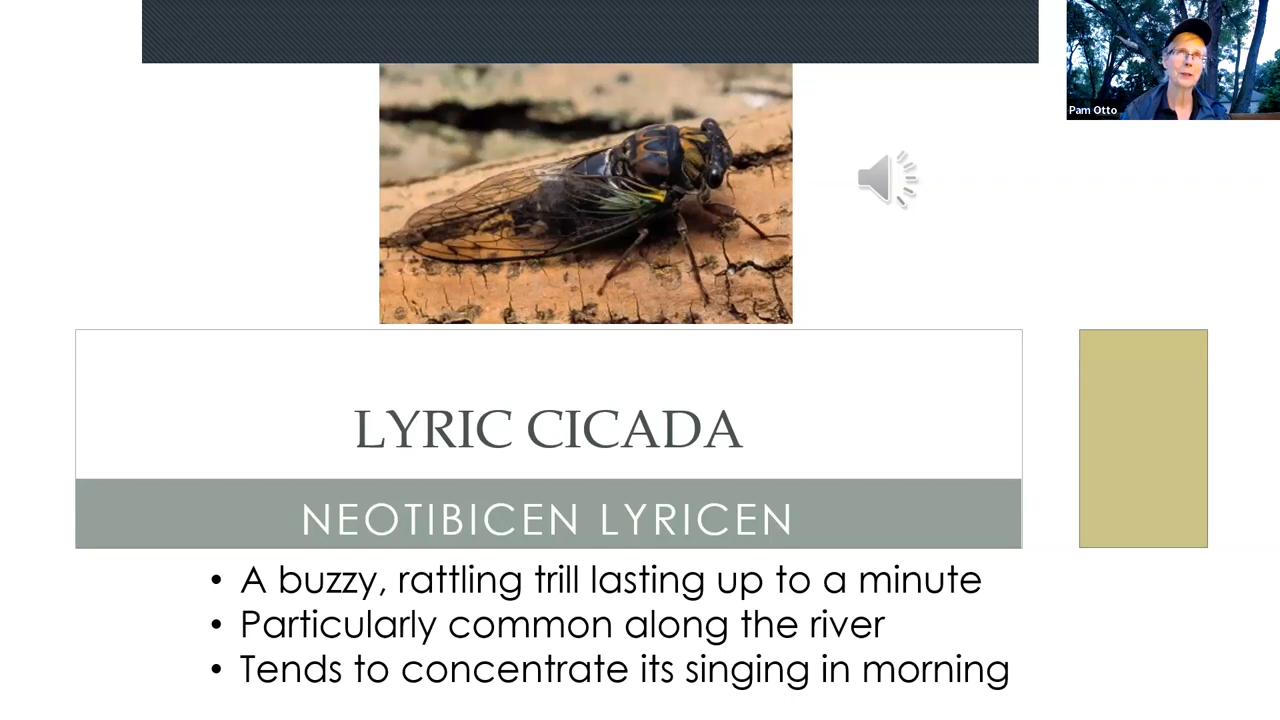 Pam Otto
LYRIC CICADA
NEOTIBICEN LYRICEN
• A buzzy, rattling trill lasting up to a minute
• Particularly common along the river
• Tends to concentrate its singing in morning